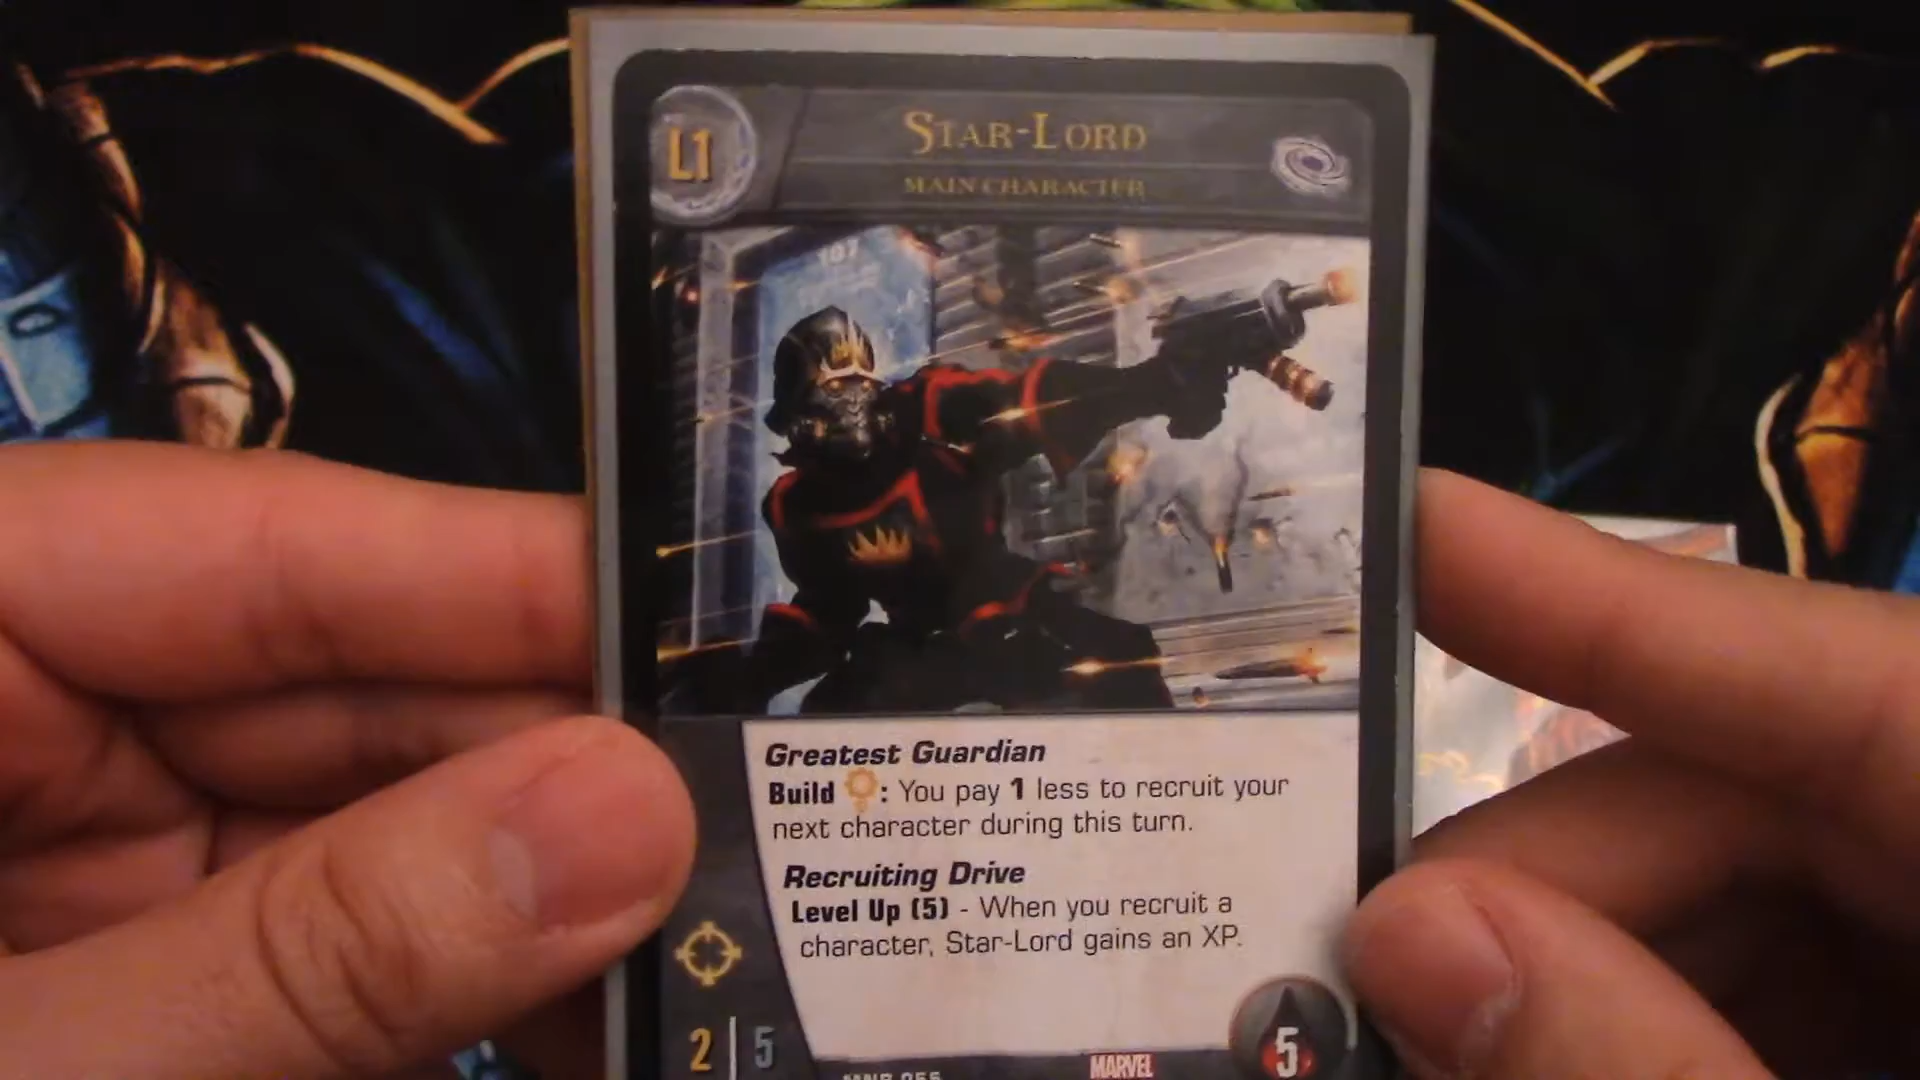 L1
STAR-LORD
MAIN CHARACTER
107
Greatest Guardian
Build : You pay 1 less to recruit your
next character during this turn.
Recruiting Drive
Level Up (5) - When you recruit a
character, Star-Lord gains an XP.
2 | 5
5
MARVEL